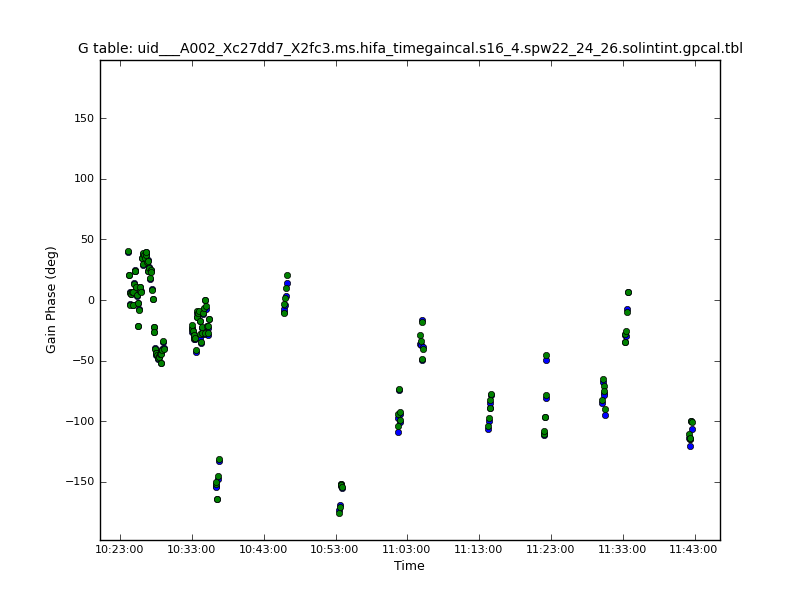 G table: uid___A002_Xc27dd7_X2fc3.ms.hifa_timegaincal.s16_4.spw22_24_26.solintint.gpcal.tbl
150
100
50
0
−50
−100
−150
Gain Phase (deg)
10:23:00 10:33:00 10:43:00 10:53:00 11:03:00 11:13:00 11:23:00 11:33:00 11:43:00
Time